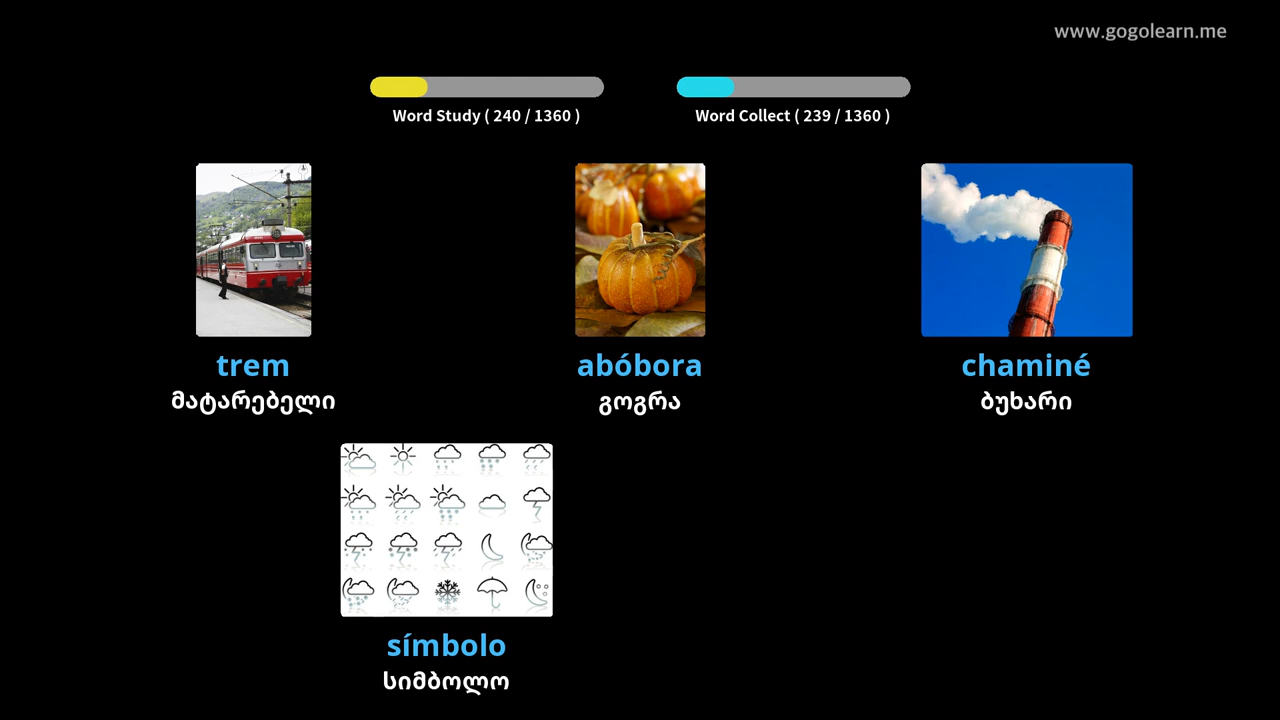 www.gogolearn.me
Word Study ( 240 / 1360 )
Word Collect ( 239 / 1360 )
trem
მატარებელი
abóbora
გოგრა
chaminé
ბუხარი
símbolo
სიმბოლო